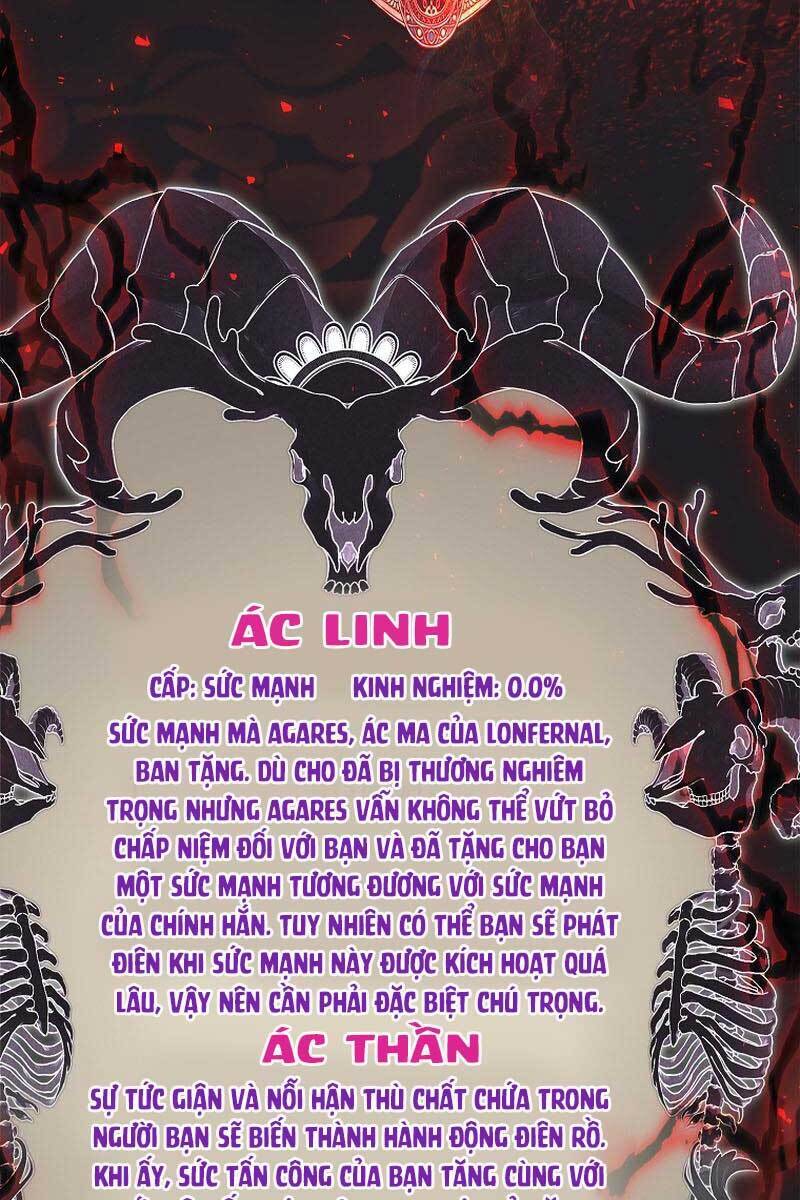 ÁC LINH
CẤP: SỨC MẠNH KINH NGHIỆM: 0.0%
SỨC MẠNH MÀ AGARES, ÁC MA CỦA LONFERNAL,
BAN TẶNG. DÙ CHO ĐÃ BỊ THƯƠNG NGHIÊM
TRỌNG NHƯNG AGARES VẪN KHÔNG THỂ VỨT BỎ
CHẤP NIỆM ĐỐI VỚI BẠN VÀ ĐÃ TẶNG CHO BẠN
MỘT SỨC MẠNH TƯƠNG ĐƯƠNG VỚI SỨC MẠNH
CỦA CHÍNH HẮN. TUY NHIÊN CÓ THỂ BẠN SẼ PHÁT
ĐIÊN KHI SỨC MẠNH NÀY ĐƯỢC KÍCH HOẠT QUÁ
LÂU, VẬY NÊN CẦN PHẢI ĐẶC BIỆT CHÚ TRỌNG.
ÁC THẦN
SỰ TỨC GIẬN VÀ NỖI HẬN THÙ CHẤT CHỨA TRONG
NGƯỜI BẠN SẼ BIẾN THÀNH HÀNH ĐỘNG ĐIÊN RỒ.
KHI ẤY, SỨC TẤN CÔNG CỦA BẠN TĂNG CÙNG VỚI